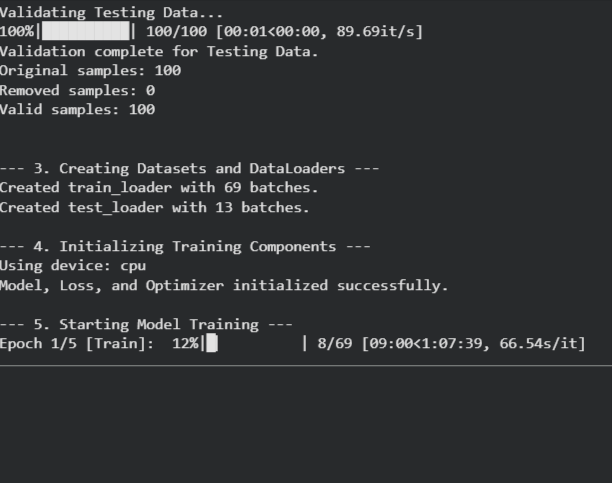 Validating Testing Data...
100%|██████████| 100/100 [00:01<00:00, 89.69it/s]
Validation complete for Testing Data.
Original samples: 100
Removed samples: 0
Valid samples: 100
--- 3. Creating Datasets and DataLoaders ---
Created train_loader with 69 batches.
Created test_loader with 13 batches.
--- 4. Initializing Training Components ---
Using device: cpu
Model, Loss, and Optimizer initialized successfully.
--- 5. Starting Model Training ---
Epoch 1/5 [Train]:  12%|█         | 8/69 [09:00<1:07:39, 66.54s/it]